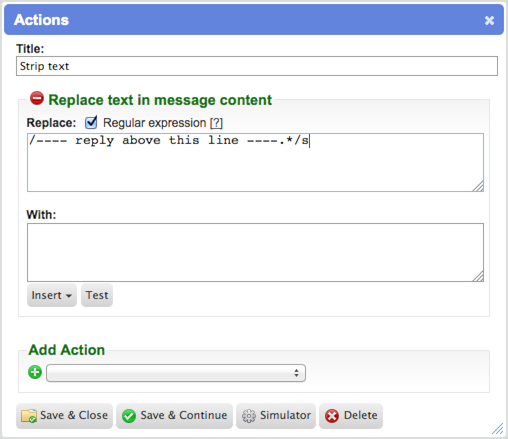 Actions
Title:
Strip text
Replace text in message content
Replace: Regular expression [?]
/---- reply above this line ----.*/s
With:
Insert Test
Add Action
Save & Close Save & Continue Simulator Delete